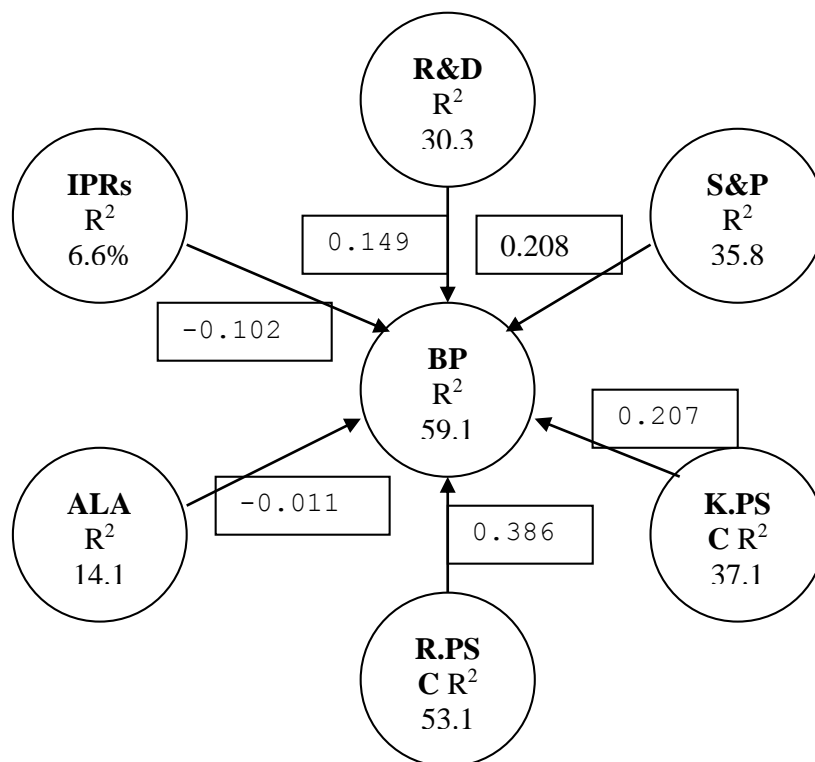 R&D
R²
30.3
IPRs
R²
6.6%
S&P
R²
35.8
0.149
0.208
-0.102
BP
R²
59.1
0.207
ALA
R²
14.1
-0.011
K.PS
C R²
37.1
0.386
R.PS
C R²
53.1